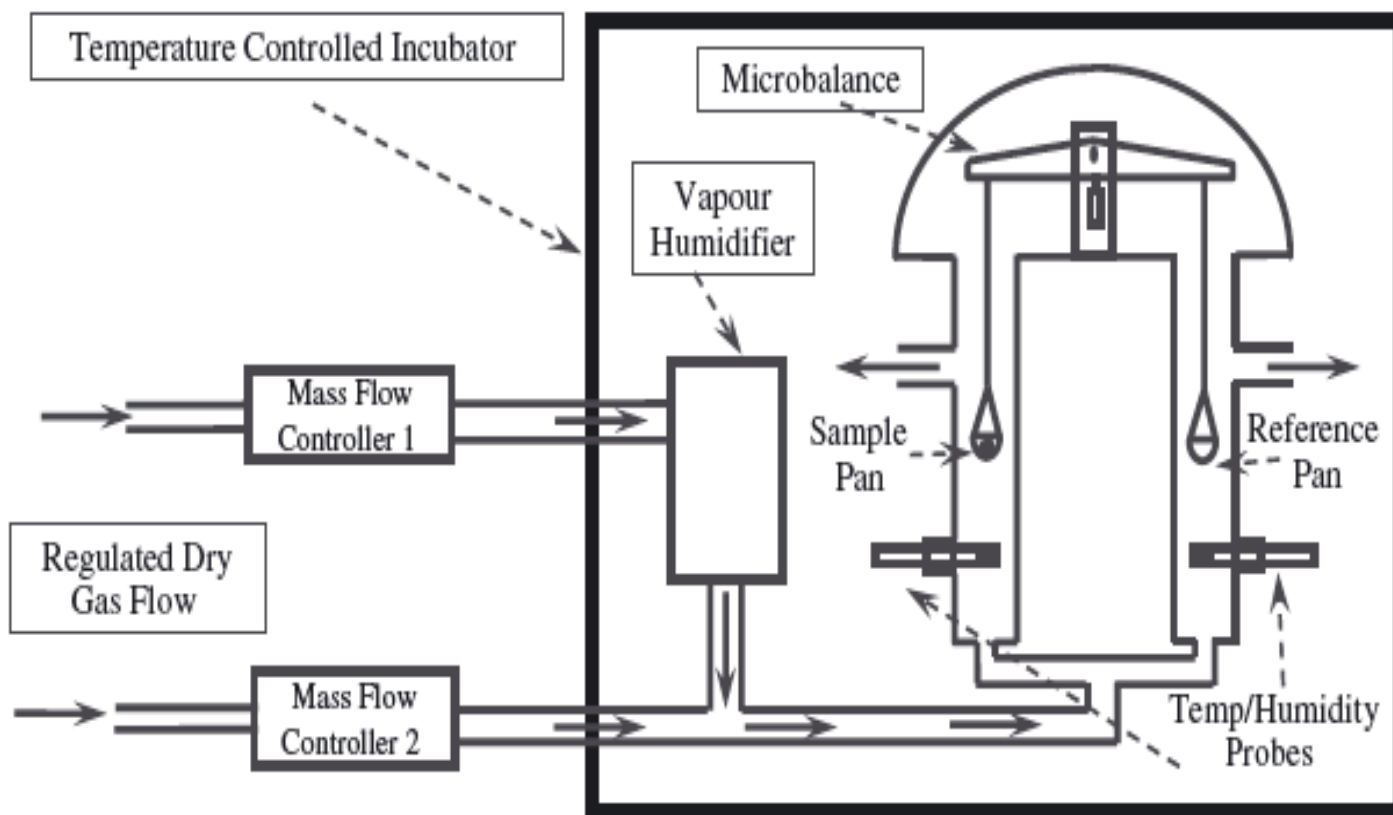 Temperature Controlled Incubator
Microbalance
Vapour
Humidifier
Mass Flow
Controller 1
Sample
Pan
Reference
Pan
Regulated Dry
Gas Flow
Mass Flow
Controller 2
Temp/Humidity
Probes